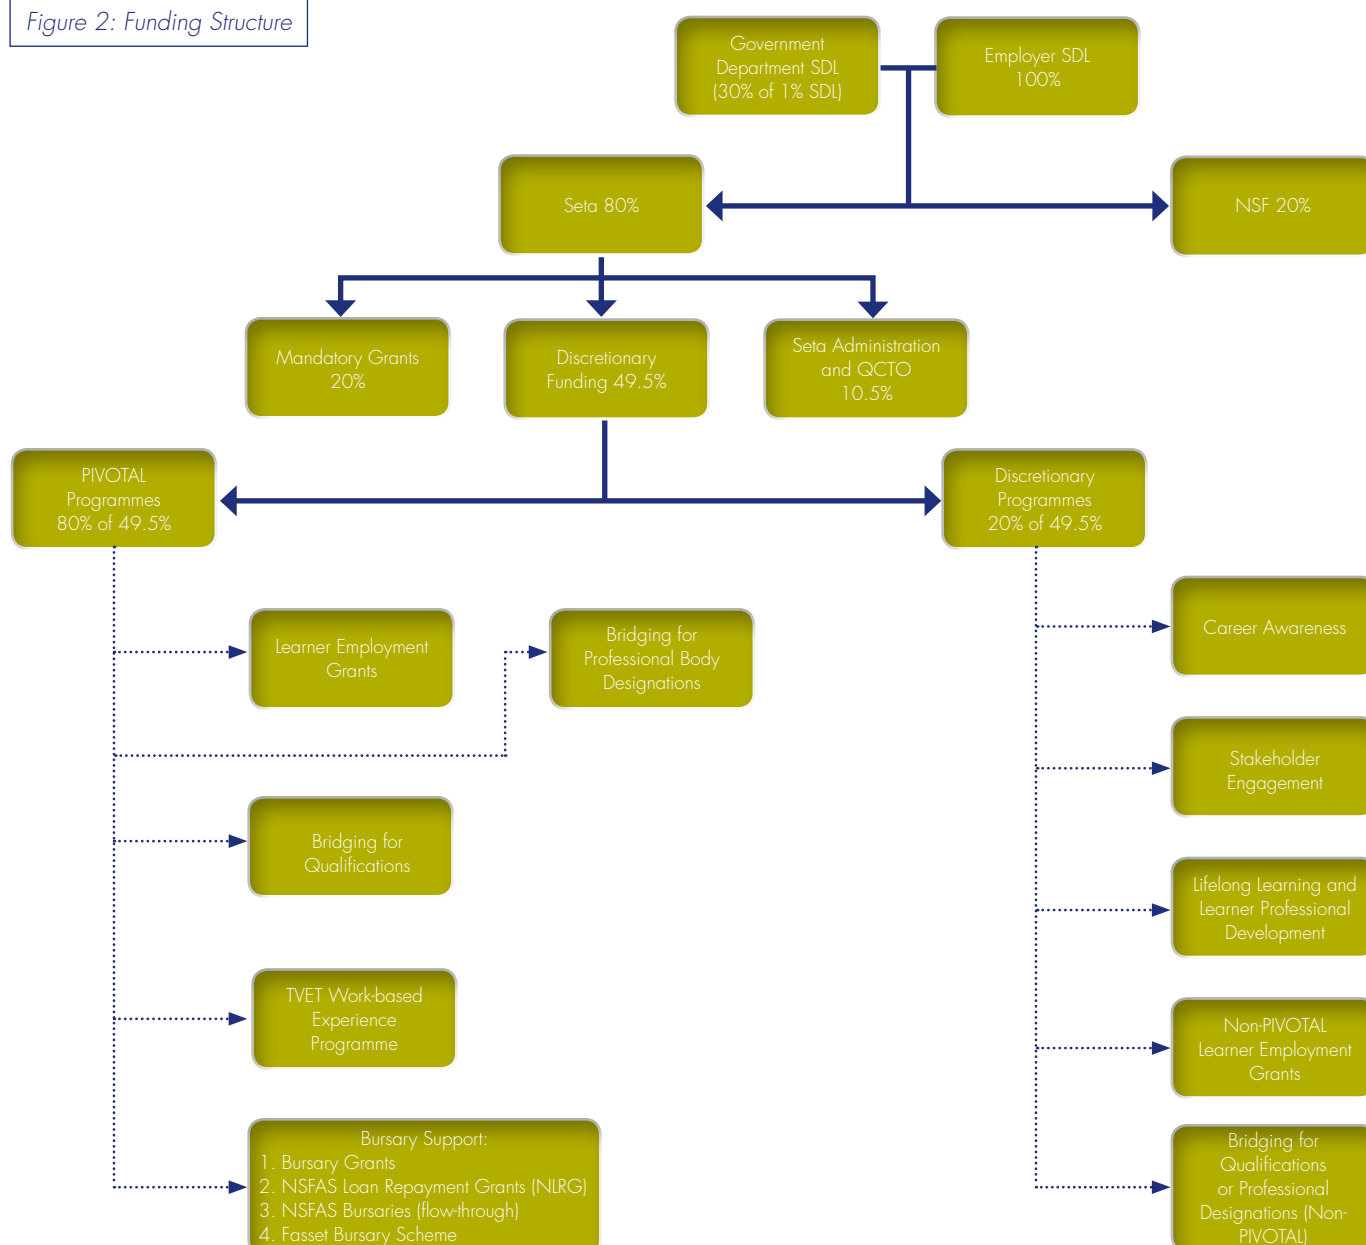 Figure 2: Funding Structure
Government
Department SDL
(30% of 1% SDL)
Employer SDL
100%
Seta 80%
NSF 20%
Mandatory Grants
20%
Discretionary
Funding 49.5%
Seta Administration
and QCTO
10.5%
PIVOTAL
Programmes
80% of 49.5%
Discretionary
Programmes
20% of 49.5%
Learner Employment
Grants
Bridging for
Professional Body
Designations
Bridging for
Qualifications
TVET Work-based
Experience
Programme
Bursary Support:
1. Bursary Grants
2. NSFAS Loan Repayment Grants (NLRG)
3. NSFAS Bursaries (flow-through)
4. Fasset Bursary Scheme
Career Awareness
Stakeholder
Engagement
Lifelong Learning and
Learner Professional
Development
Non-PIVOTAL
Learner Employment
Grants
Bridging for
Qualifications
or Professional
Designations (Non-
PIVOTAL)